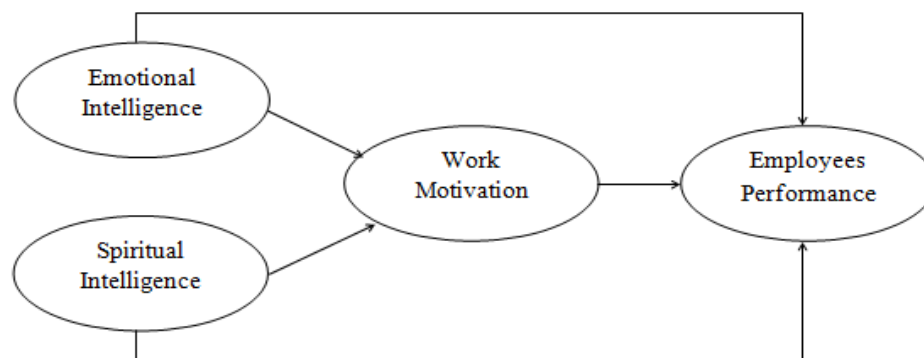 Emotional
Intelligence
Work
Motivation
Employees
Performance
Spiritual
Intelligence